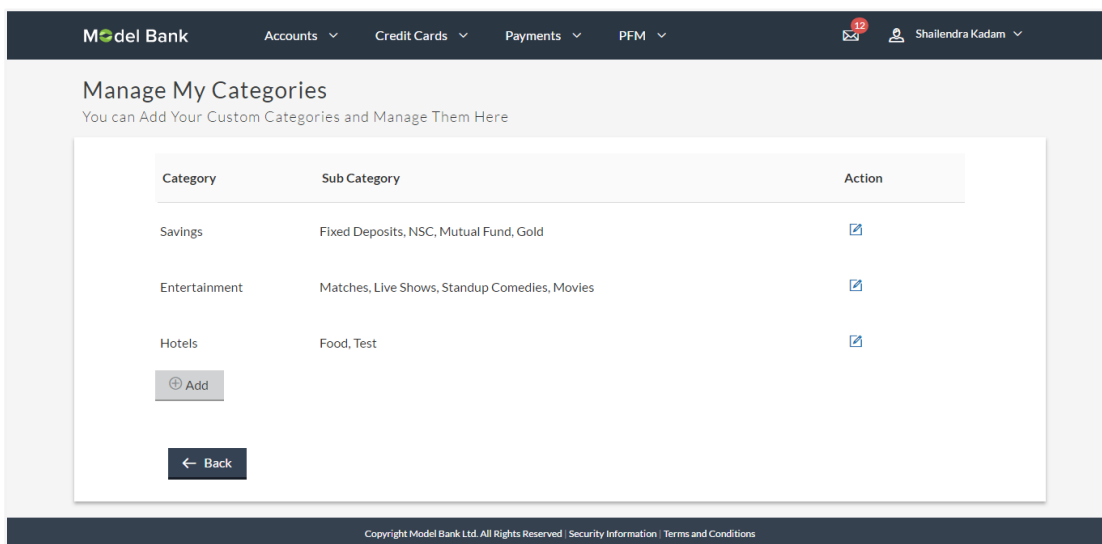 Model Bank Accounts Credit Cards Payments PFM 12 Shailendra Kadam
Manage My Categories
You can Add Your Custom Categories and Manage Them Here
Category Sub Category Action
Savings Fixed Deposits, NSC, Mutual Fund, Gold
Entertainment Matches, Live Shows, Standup Comedies, Movies
Hotels Food, Test
Add
Back
Copyright Model Bank Ltd. All Rights Reserved | Security Information | Terms and Conditions